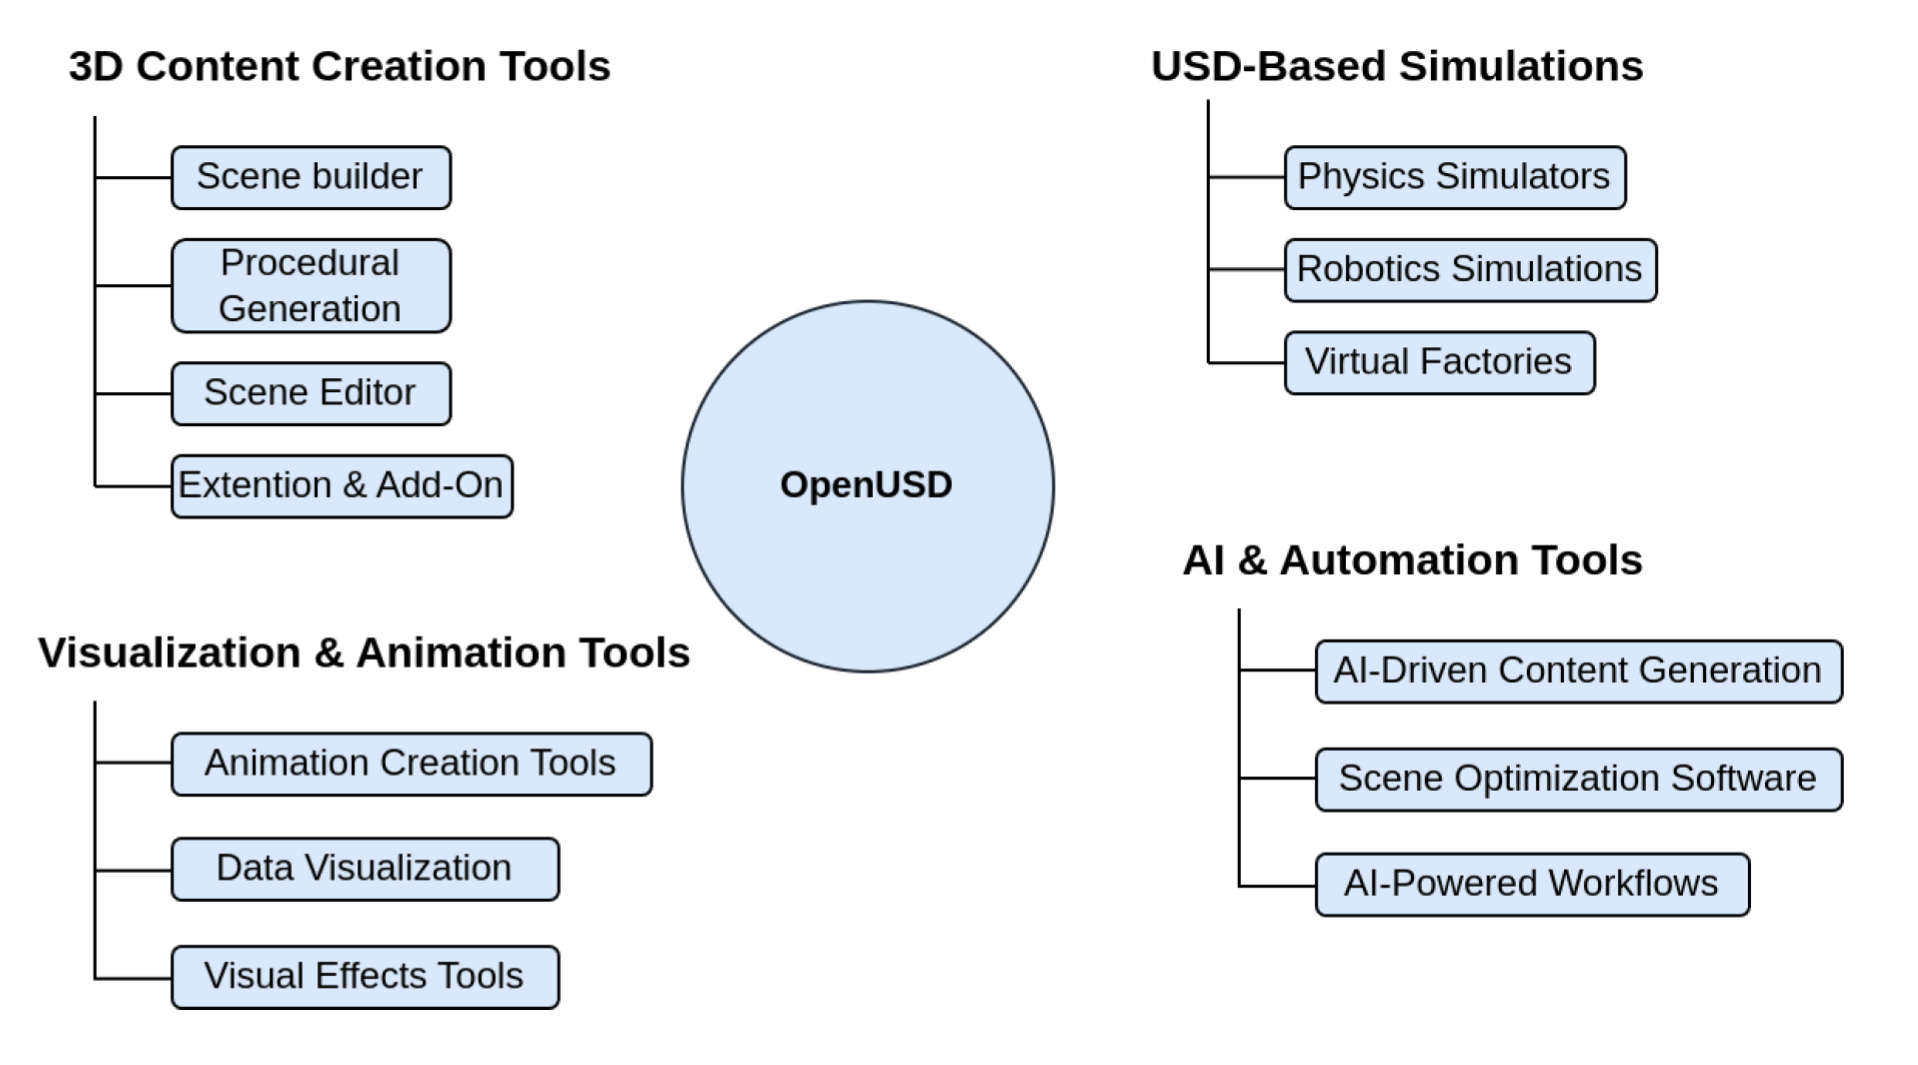 3D Content Creation Tools
Scene builder
Procedural
Generation
Scene Editor
Extention & Add-On
Visualization & Animation Tools
Animation Creation Tools
Data Visualization
Visual Effects Tools
OpenUSD
USD-Based Simulations
Physics Simulators
Robotics Simulations
Virtual Factories
AI & Automation Tools
AI-Driven Content Generation
Scene Optimization Software
AI-Powered Workflows